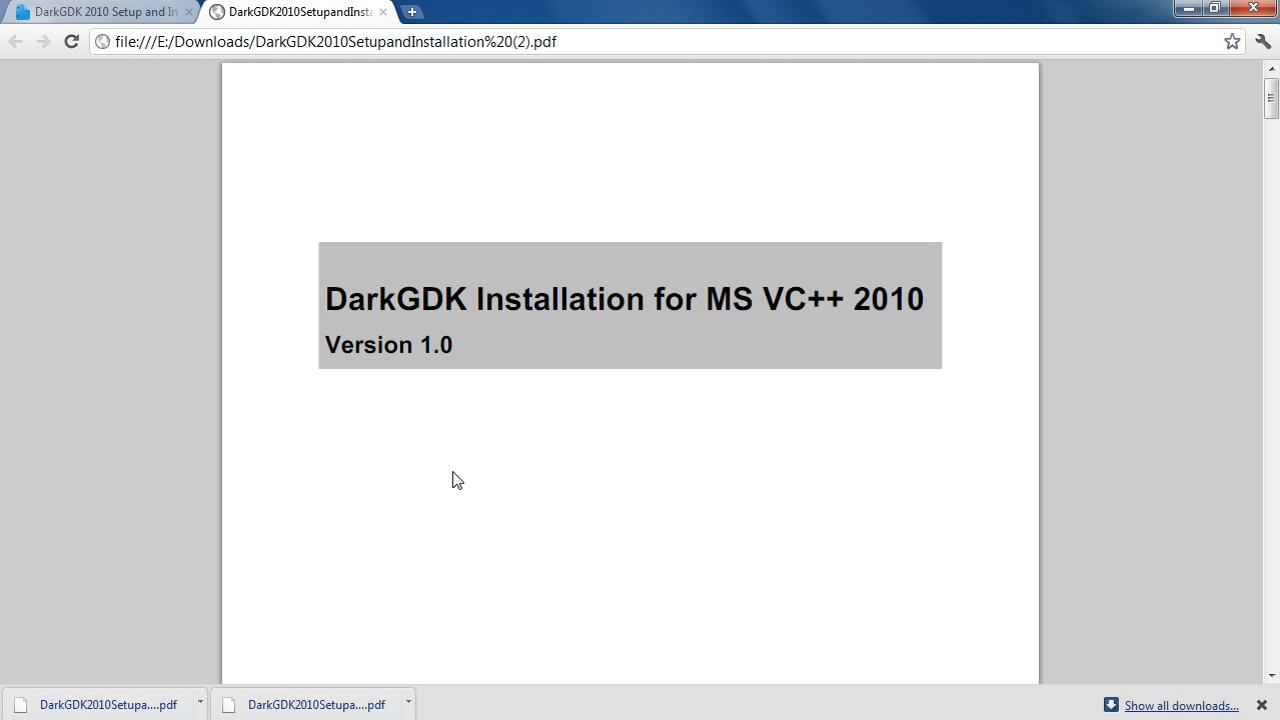 DarkGDK 2010 Setup and In
DarkGDK2010SetupandInsta
file:///E:/Downloads/DarkGDK2010SetupandInstallation%20(2).pdf
DarkGDK Installation for MS VC++ 2010
Version 1.0
DarkGDK2010Setupa....pdf
DarkGDK2010Setupa....pdf
Show all downloads...